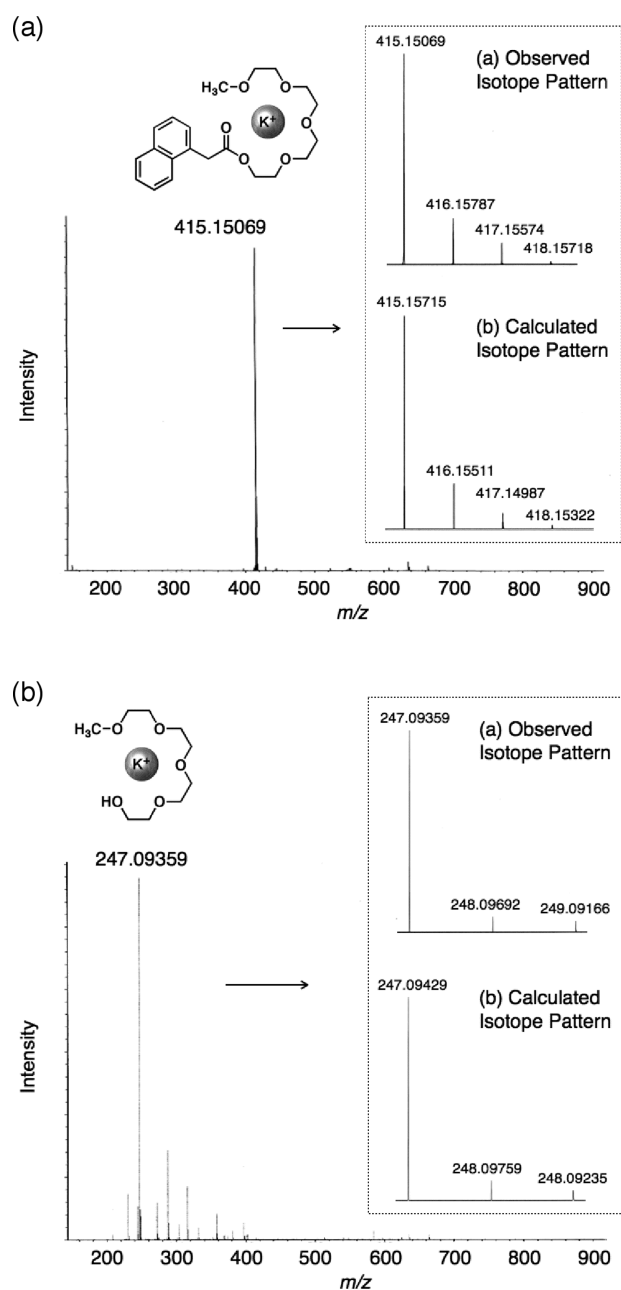 (a)
415.15069
(a) Observed
Isotope Pattern
H₃C
O
O
K⁺
O
O
O
O
416.15787
417.15574
418.15718
415.15069
415.15715
(b) Calculated
Isotope Pattern
416.15511
417.14987
418.15322
Intensity
200
300
400
500
600
700
800
900
m/z
(b)
247.09359
(a) Observed
Isotope Pattern
H₃C
O
O
K⁺
O
HO
O
247.09359
248.09692
249.09166
247.09429
(b) Calculated
Isotope Pattern
248.09759
248.09235
Intensity
200
300
400
500
600
700
800
900
m/z